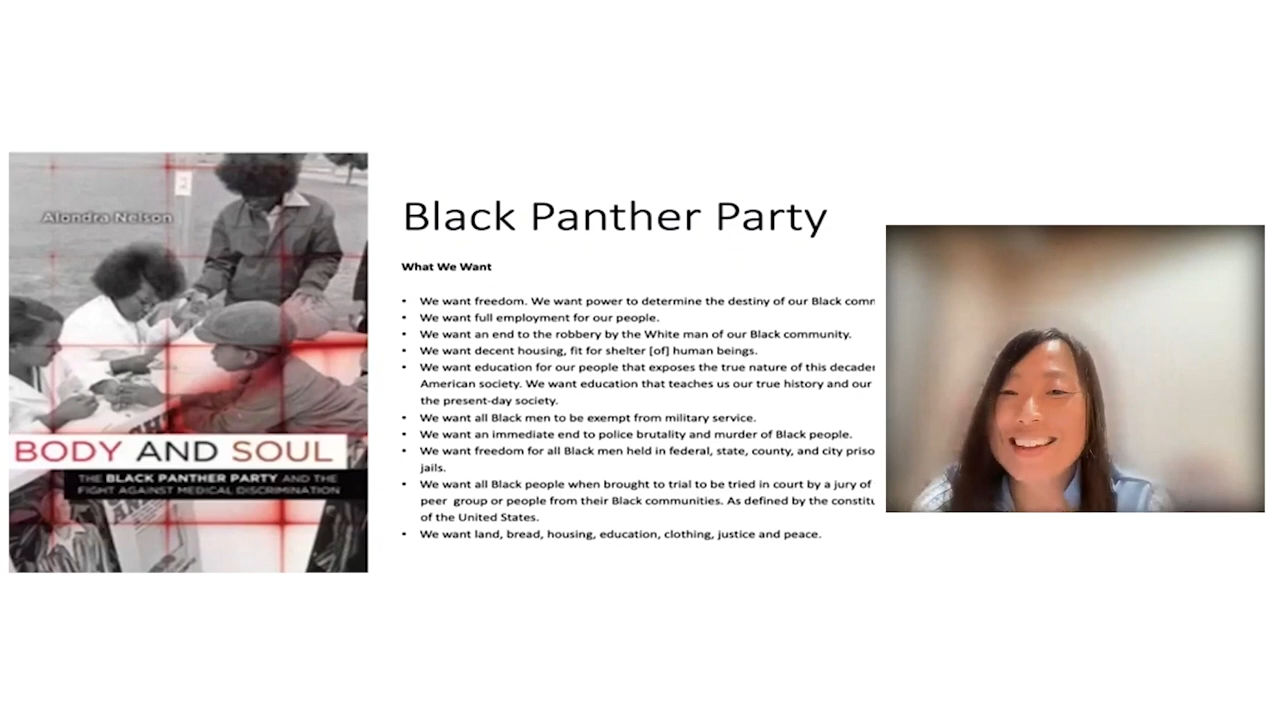 Alondra Nelson
BODY AND SOUL
THE BLACK PANTHER PARTY AND THE
FIGHT AGAINST MEDICAL DISCRIMINATION
Black Panther Party
What We Want
• We want freedom. We want power to determine the destiny of our Black comm
• We want full employment for our people.
• We want an end to the robbery by the White man of our Black community.
• We want decent housing, fit for shelter [of] human beings.
• We want education for our people that exposes the true nature of this decader
American society. We want education that teaches us our true history and our
the present-day society.
• We want all Black men to be exempt from military service.
• We want an immediate end to police brutality and murder of Black people.
• We want freedom for all Black men held in federal, state, county, and city priso
jails.
• We want all Black people when brought to trial to be tried in court by a jury of
peer group or people from their Black communities. As defined by the constitu
of the United States.
• We want land, bread, housing, education, clothing, justice and peace.